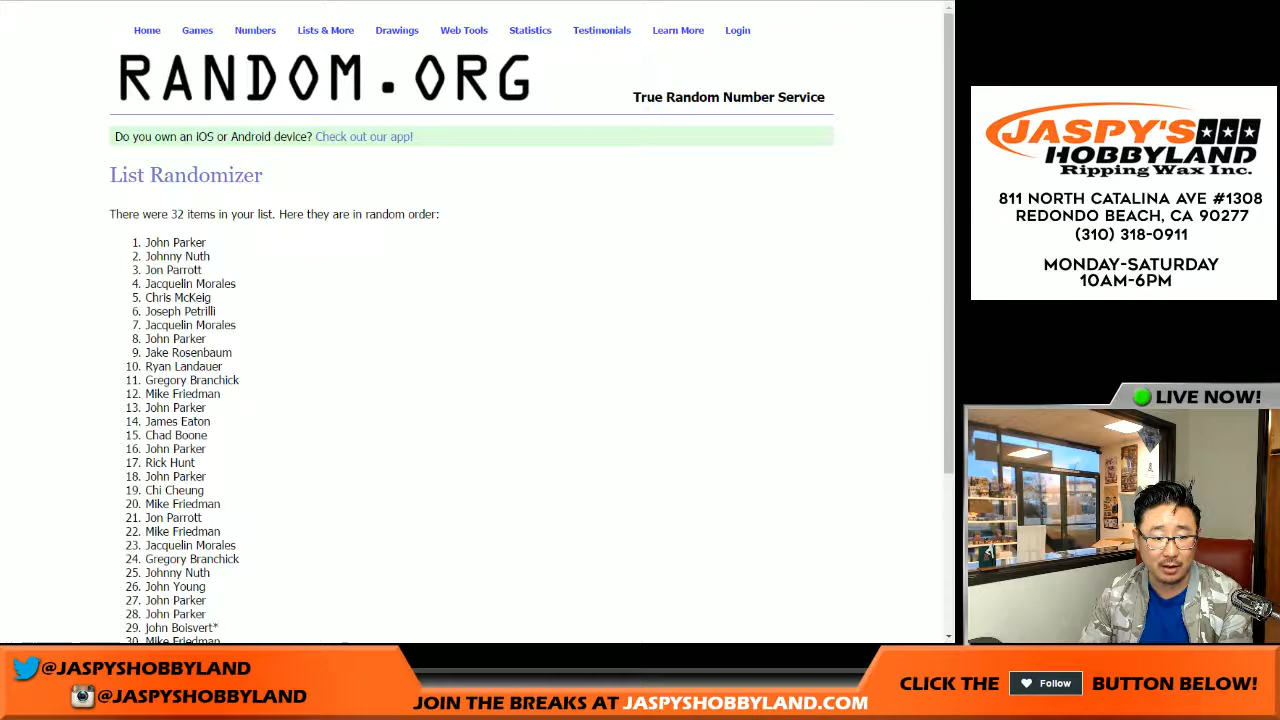 Home Games Numbers Lists & More Drawings Web Tools Statistics Testimonials Learn More Login
RANDOM.ORG
True Random Number Service
Do you own an iOS or Android device? Check out our app!
List Randomizer
There were 32 items in your list. Here they are in random order:
1. John Parker
2. Johnny Nuth
3. Jon Parrott
4. Jacquelin Morales
5. Chris McKeig
6. Joseph Petrilli
7. Jacquelin Morales
8. John Parker
9. Jake Rosenbaum
10. Ryan Landauer
11. Gregory Branchick
12. Mike Friedman
13. John Parker
14. James Eaton
15. Chad Boone
16. John Parker
17. Rick Hunt
18. John Parker
19. Chi Cheung
20. Mike Friedman
21. Jon Parrott
22. Mike Friedman
23. Jacquelin Morales
24. Gregory Branchick
25. Johnny Nuth
26. John Young
27. John Parker
28. John Parker
29. john Boisvert*
30. Mike Friedman
JASPY'S
HOBBYLAND
Ripping Wax Inc.
811 NORTH CATALINA AVE #1308
REDONDO BEACH, CA 90277
(310) 318-0911
MONDAY-SATURDAY
10AM-6PM
LIVE NOW!
@JASPYSHOBBYLAND
@JASPYSHOBBYLAND
JOIN THE BREAKS AT JASPYSHOBBYLAND.COM
CLICK THE Follow BUTTON BELOW!